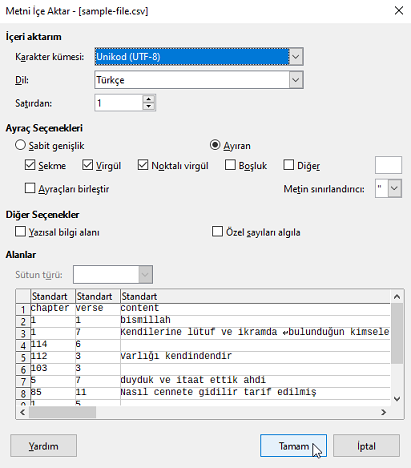 Metni İçe Aktar - [sample-file.csv]
İçeri aktarım
Karakter kümesi: Unikod (UTF-8)
Dil: Türkçe
Satırdan: 1
Ayraç Seçenekleri
Sabit genişlik Ayıran
Sekme Virgül Noktalı virgül Boşluk Diğer
Ayraçları birleştir Metin sınırlandırıcı: "
Diğer Seçenekler
Yazısal bilgi alanı Özel sayıları algıla
Alanlar
Sütun türü:
Standart Standart Standart
1 chapter verse content
2 1 1 bismillah
3 1 7 Kendilerine lütuf ve ikramda ↵bulunduğun kimsele
4 114 6
5 112 3 Varlığı kendindendir
6 103 3
7 5 7 duyduk ve itaat ettik ahdi
8 85 11 Nasıl cennete gidilir tarif edilmiş
1 5
Yardım Tamam İptal